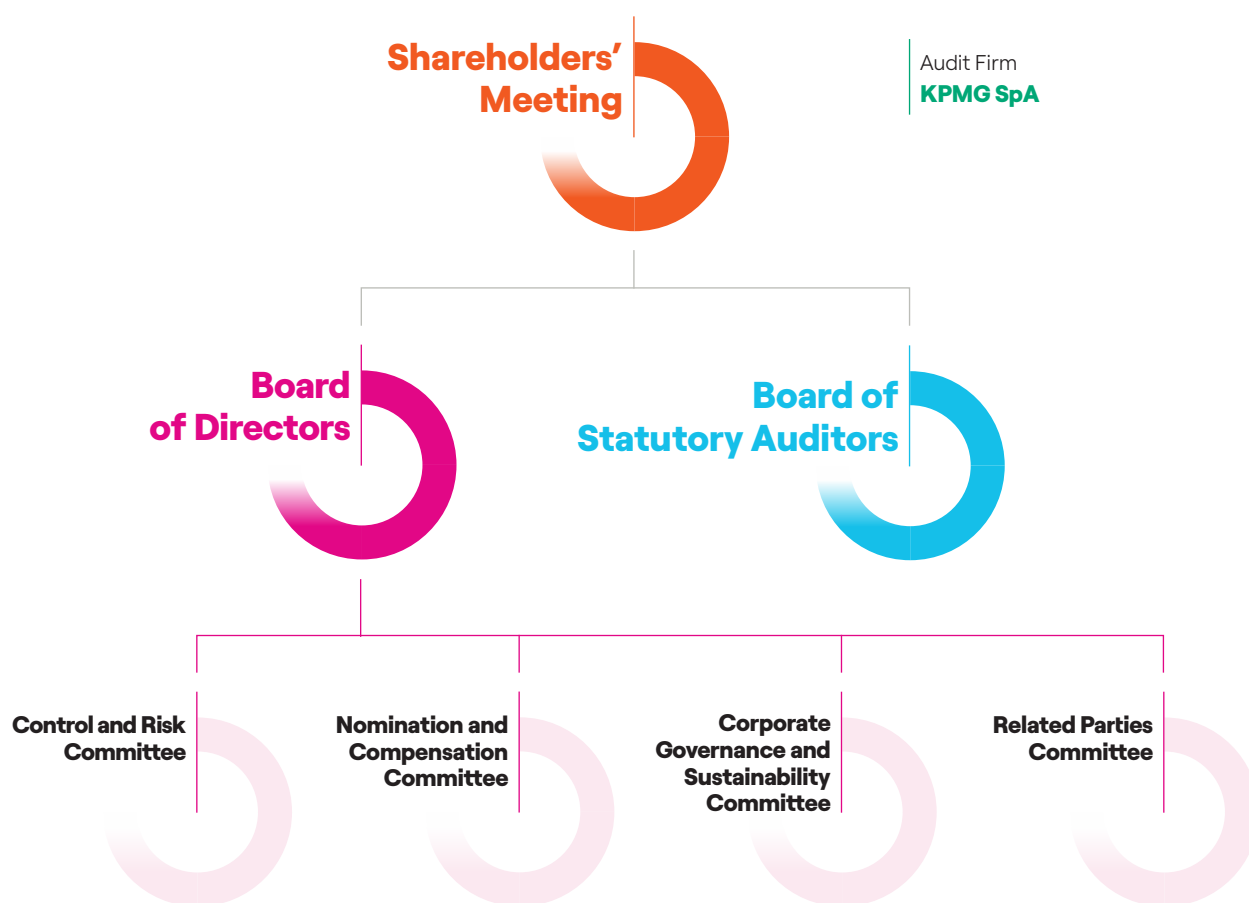 Shareholders’
Meeting
Audit Firm
KPMG SpA
Board
of Directors
Board of
Statutory Auditors
Control and Risk
Committee
Nomination and
Compensation
Committee
Corporate
Governance and
Sustainability
Committee
Related Parties
Committee